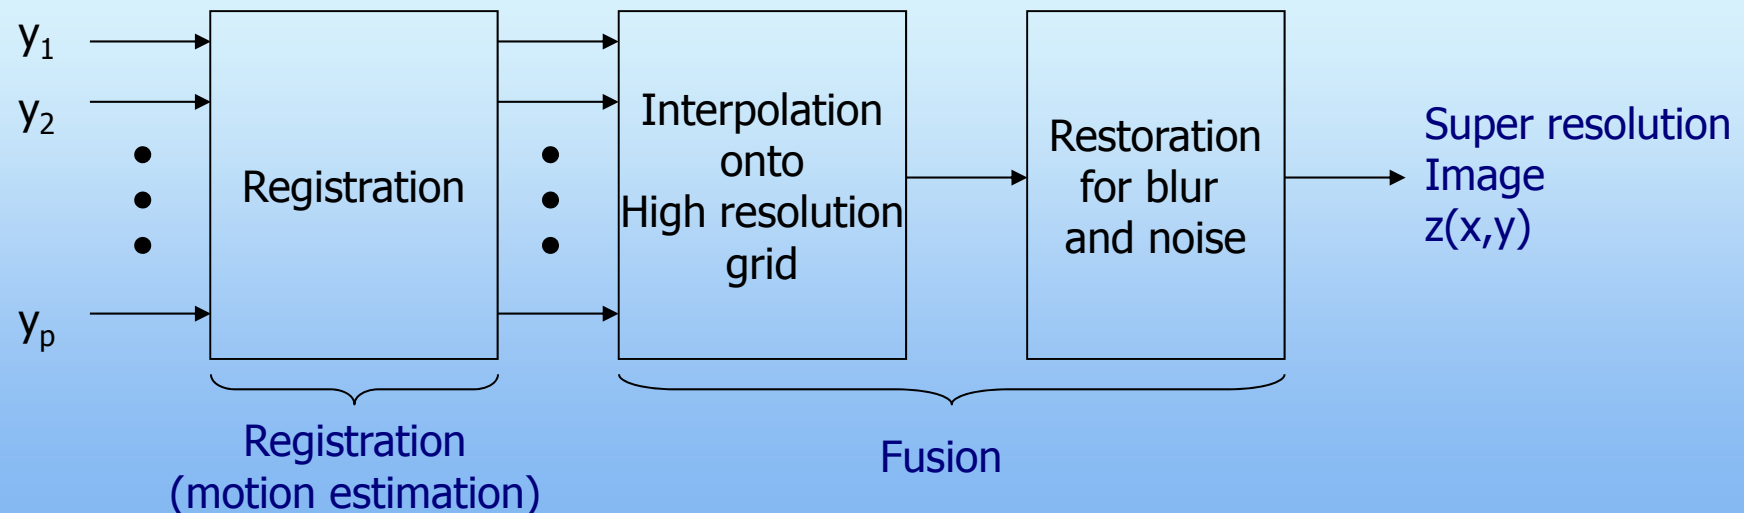 y₁
y₂
yₚ
Registration
Interpolation
onto
High resolution
grid
Restoration
for blur
and noise
Super resolution
Image
z(x,y)
Registration
(motion estimation)
Fusion